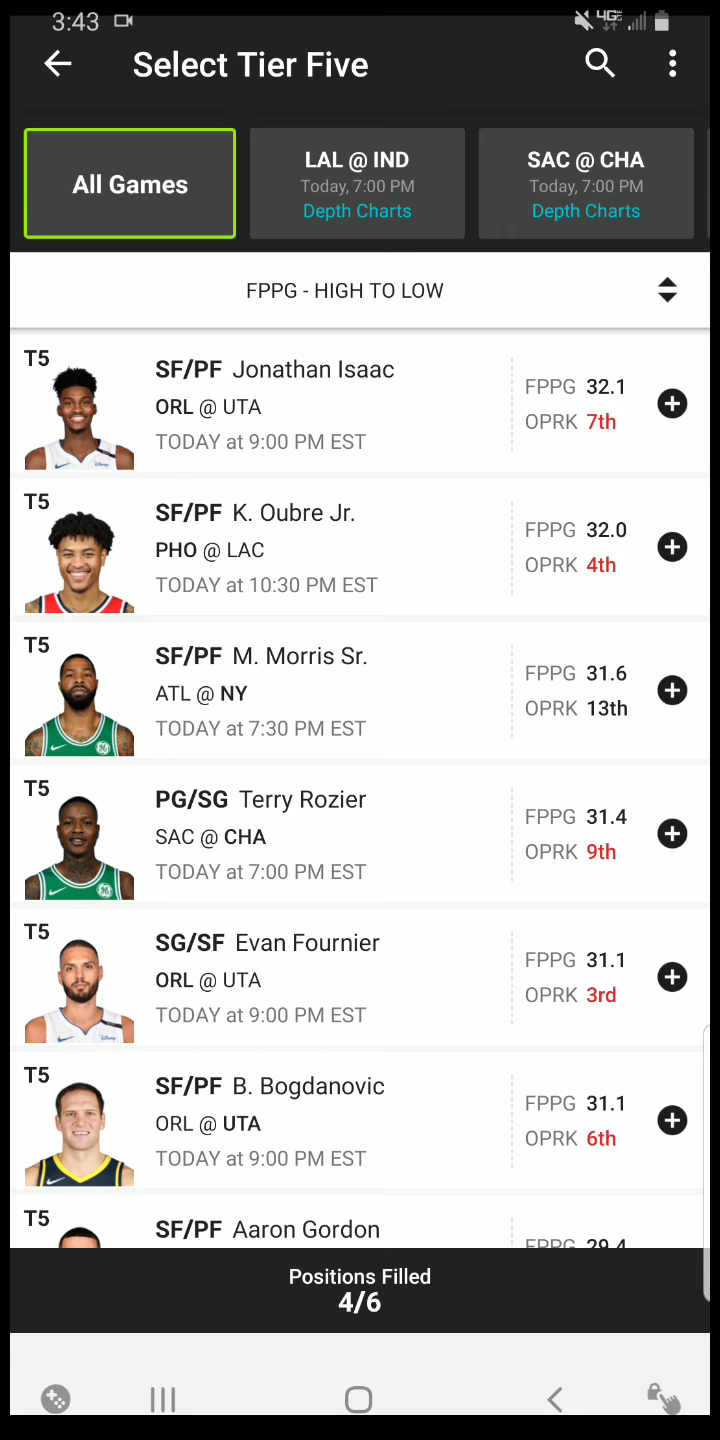 3:43
4G
Select Tier Five
All Games
LAL @ IND
Today, 7:00 PM
Depth Charts
SAC @ CHA
Today, 7:00 PM
Depth Charts
FPPG - HIGH TO LOW
T5
SF/PF Jonathan Isaac
ORL @ UTA
TODAY at 9:00 PM EST
FPPG 32.1
OPRK 7th
T5
SF/PF K. Oubre Jr.
PHO @ LAC
TODAY at 10:30 PM EST
FPPG 32.0
OPRK 4th
T5
SF/PF M. Morris Sr.
ATL @ NY
TODAY at 7:30 PM EST
FPPG 31.6
OPRK 13th
T5
PG/SG Terry Rozier
SAC @ CHA
TODAY at 7:00 PM EST
FPPG 31.4
OPRK 9th
T5
SG/SF Evan Fournier
ORL @ UTA
TODAY at 9:00 PM EST
FPPG 31.1
OPRK 3rd
T5
SF/PF B. Bogdanovic
ORL @ UTA
TODAY at 9:00 PM EST
FPPG 31.1
OPRK 6th
T5
SF/PF Aaron Gordon
FPPG 29.4
Positions Filled
4/6